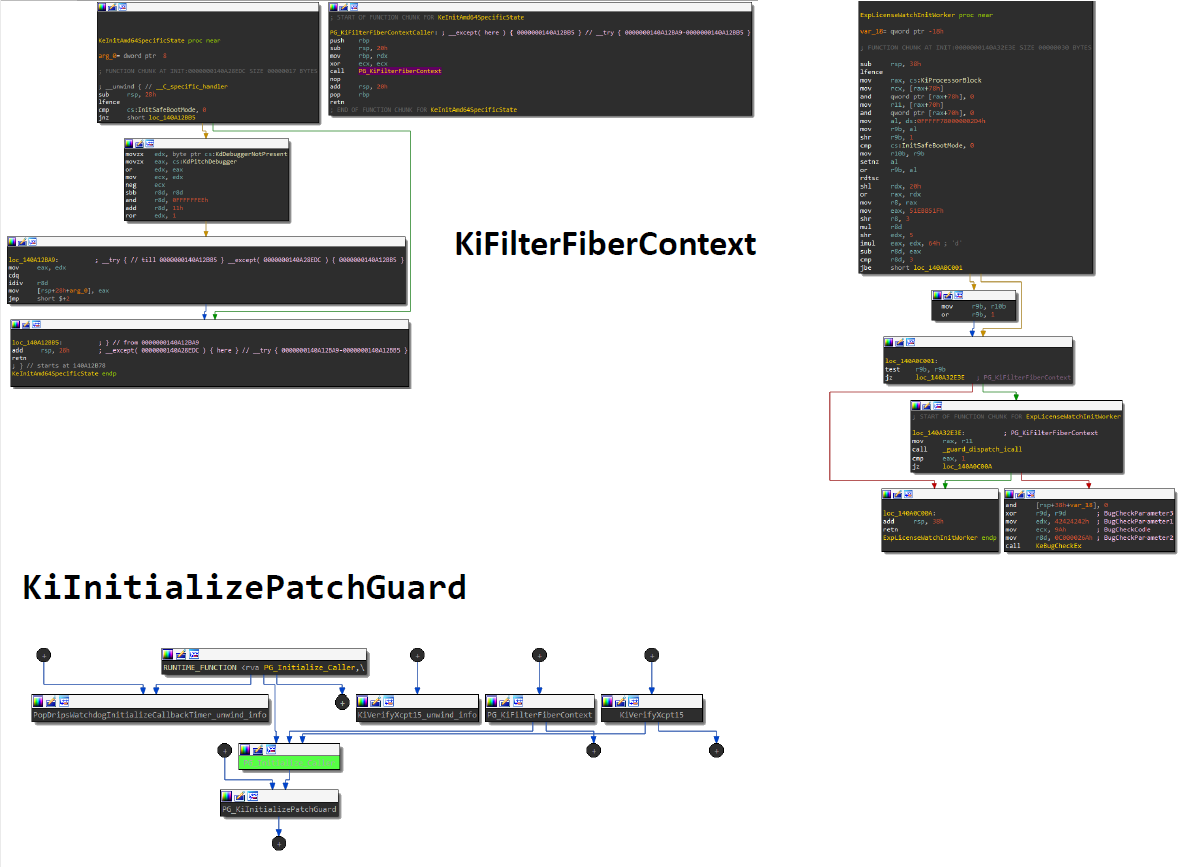 KeInitAmd64SpecificState proc near
arg_0= dword ptr  8
; FUNCTION CHUNK AT INIT:0000000140A28EDC SIZE 00000017 BYTES
; __unwind { // __C_specific_handler
sub     rsp, 28h
lfence
cmp     cs:InitSafeBootMode, 0
jnz     short loc_140A12BB5
; START OF FUNCTION CHUNK FOR KeInitAmd64SpecificState
PG_KiFilterFiberContextCaller: ; __except( here ) { 0000000140A12BB5 } // __try { 0000000140A12BA9-0000000140A12BB5 }
push    rbp
sub     rsp, 20h
mov     rbp, rdx
xor     ecx, ecx
call    PG_KiFilterFiberContext
nop
add     rsp, 20h
pop     rbp
retn
; END OF FUNCTION CHUNK FOR KeInitAmd64SpecificState
movzx   edx, byte ptr cs:KdDebuggerNotPresent
movzx   eax, cs:KdPitchDebugger
or      edx, eax
mov     ecx, edx
neg     ecx
sbb     r8d, r8d
and     r8d, 0FFFFFFEEh
add     r8d, 11h
ror     edx, 1
loc_140A12BA9:          ; __try { // till 0000000140A12BB5 } __except( 0000000140A28EDC ) { 0000000140A12BB5 }
mov     eax, edx
cdq
idiv    r8d
mov     [rsp+28h+arg_0], eax
jmp     short $+2
loc_140A12BB5:          ; } // from 0000000140A12BA9
add     rsp, 28h        ; __except( 0000000140A28EDC ) { here } // __try { 0000000140A12BA9-0000000140A12BB5 }
retn
; } // starts at 140A12B78
KeInitAmd64SpecificState endp
KiFilterFiberContext
ExpLicenseWatchInitWorker proc near
var_18= qword ptr -18h
; FUNCTION CHUNK AT INIT:0000000140A32E3E SIZE 00000030 BYTES
sub     rsp, 38h
lfence
mov     rax, cs:KiProcessorBlock
mov     rcx, [rax+78h]
and     qword ptr [rax+78h], 0
mov     r11, [rax+70h]
and     qword ptr [rax+70h], 0
mov     al, ds:0FFFFF780000002D4h
mov     r9b, al
shr     r9b, 1
cmp     cs:InitSafeBootMode, 0
mov     r10b, r9b
setnz   al
or      r9b, al
rdtsc
shl     rdx, 20h
or      rax, rdx
mov     r8, rax
mov     eax, 51EB851Fh
shr     r8, 3
mul     r8d
shr     edx, 5
imul    eax, edx, 64h ; 'd'
sub     r8d, eax
cmp     r8d, 3
jbe     short loc_140A0C001
mov     r9b, r10b
or      r9b, 1
loc_140A0C001:
test    r9b, r9b
jz      loc_140A32E3E   ; PG_KiFilterFiberContext
; START OF FUNCTION CHUNK FOR ExpLicenseWatchInitWorker
loc_140A32E3E:          ; PG_KiFilterFiberContext
mov     rax, r11
call    _guard_dispatch_icall
cmp     eax, 1
jz      loc_140A0C00A
loc_140A0C00A:
add     rsp, 38h
retn
ExpLicenseWatchInitWorker endp
and     [rsp+38h+var_18], 0
xor     r9d, r9d        ; BugCheckParameter3
mov     edx, 42424242h  ; BugCheckParameter1
mov     ecx, 9Ah        ; BugCheckCode
mov     r8d, 0C000026Ah ; BugCheckParameter2
call    KeBugCheckEx
KiInitializePatchGuard
RUNTIME_FUNCTION <rva PG_Initialize_Caller,\
PopDripsWatchdogInitializeCallbackTimer_unwind_info
KiVerifyXcpt15_unwind_info
PG_KiFilterFiberContext
KiVerifyXcpt15
PG_KiInitializePatchGuard